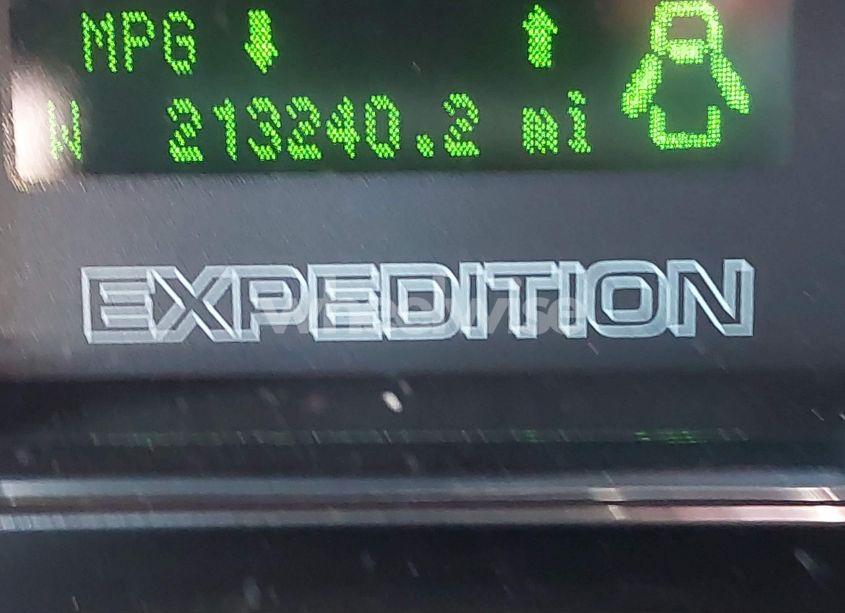 MPG ↓ ↑
W 213240.2 mi
EXPEDITION